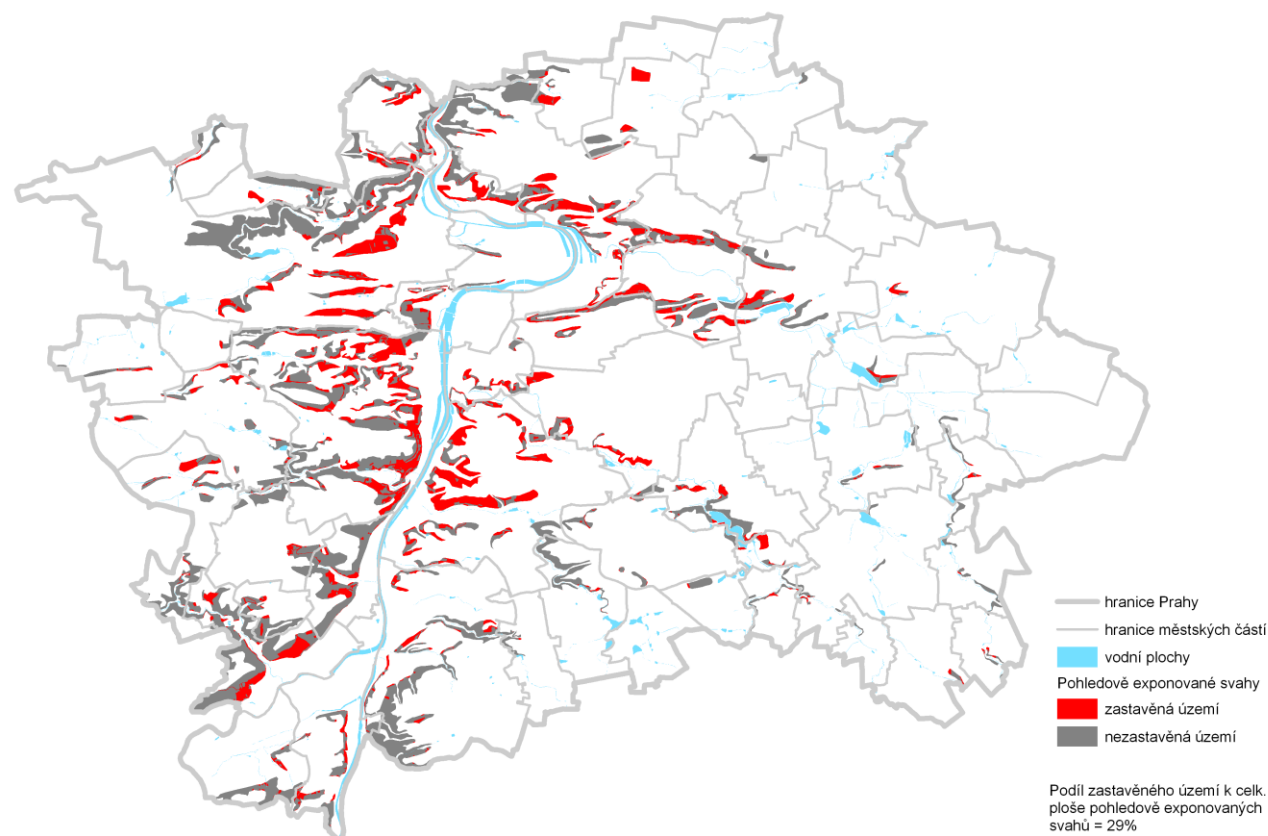 hranice Prahy
hranice městských částí
vodní plochy
Pohledově exponované svahy
zastavěná území
nezastavěná území
Podíl zastavěného území k celk.
ploše pohledově exponovaných
svahů = 29%